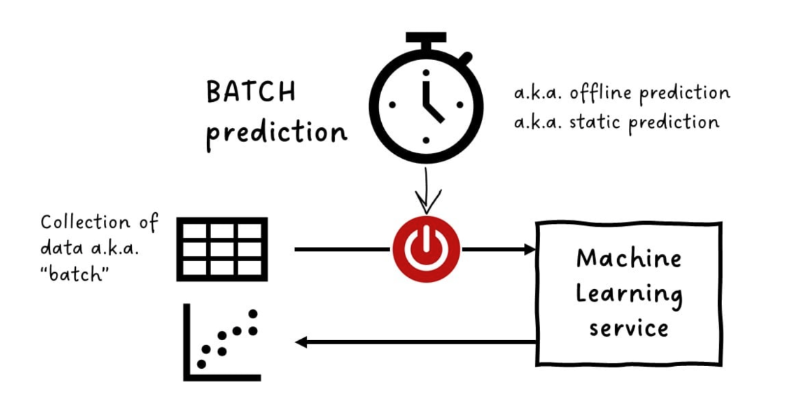 BATCH
prediction
a.k.a. offline prediction
a.k.a. static prediction
Collection of
data a.k.a.
“batch”
Machine
Learning
service